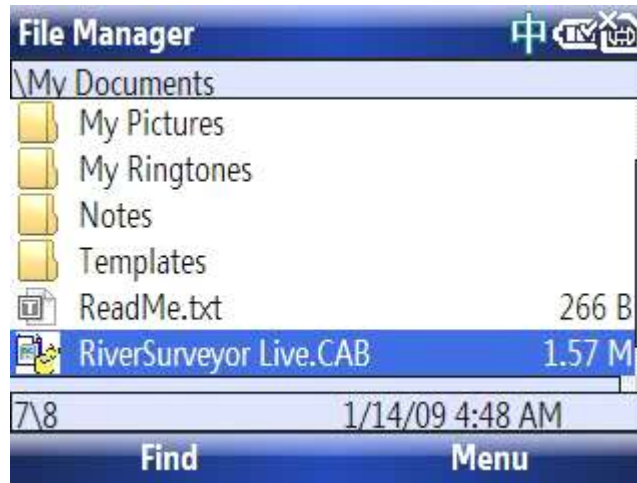 File Manager 中
\My Documents
My Pictures
My Ringtones
Notes
Templates
ReadMe.txt 266 B
RiverSurveyor Live.CAB 1.57 M
7\8 1/14/09 4:48 AM
Find Menu